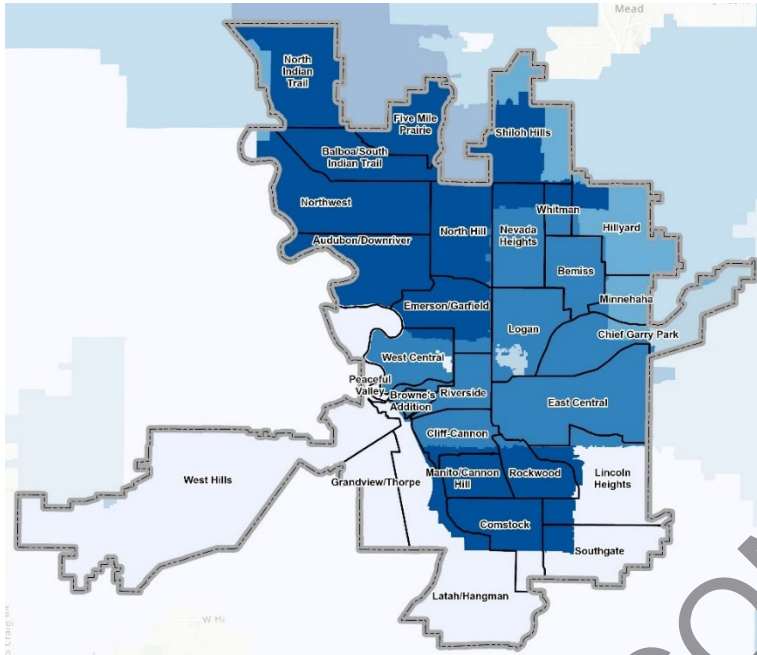 Mead
North
Indian
Trail
Five Mile
Prairie
Shiloh Hills
Balboa/South
Indian Trail
Northwest
Whitman
North Hill
Nevada
Heights
Hillyard
Audubon/Downriver
Bemiss
Minnehaha
Emerson/Garfield
Logan
Chief Garry Park
West Central
Peaceful
Valley
Browne's
Addition
Riverside
East Central
Cliff-Cannon
West Hills
Grandview/Thorpe
Manito/Cannon
Hill
Rockwood
Lincoln
Heights
Comstock
Southgate
Latah/Hangman